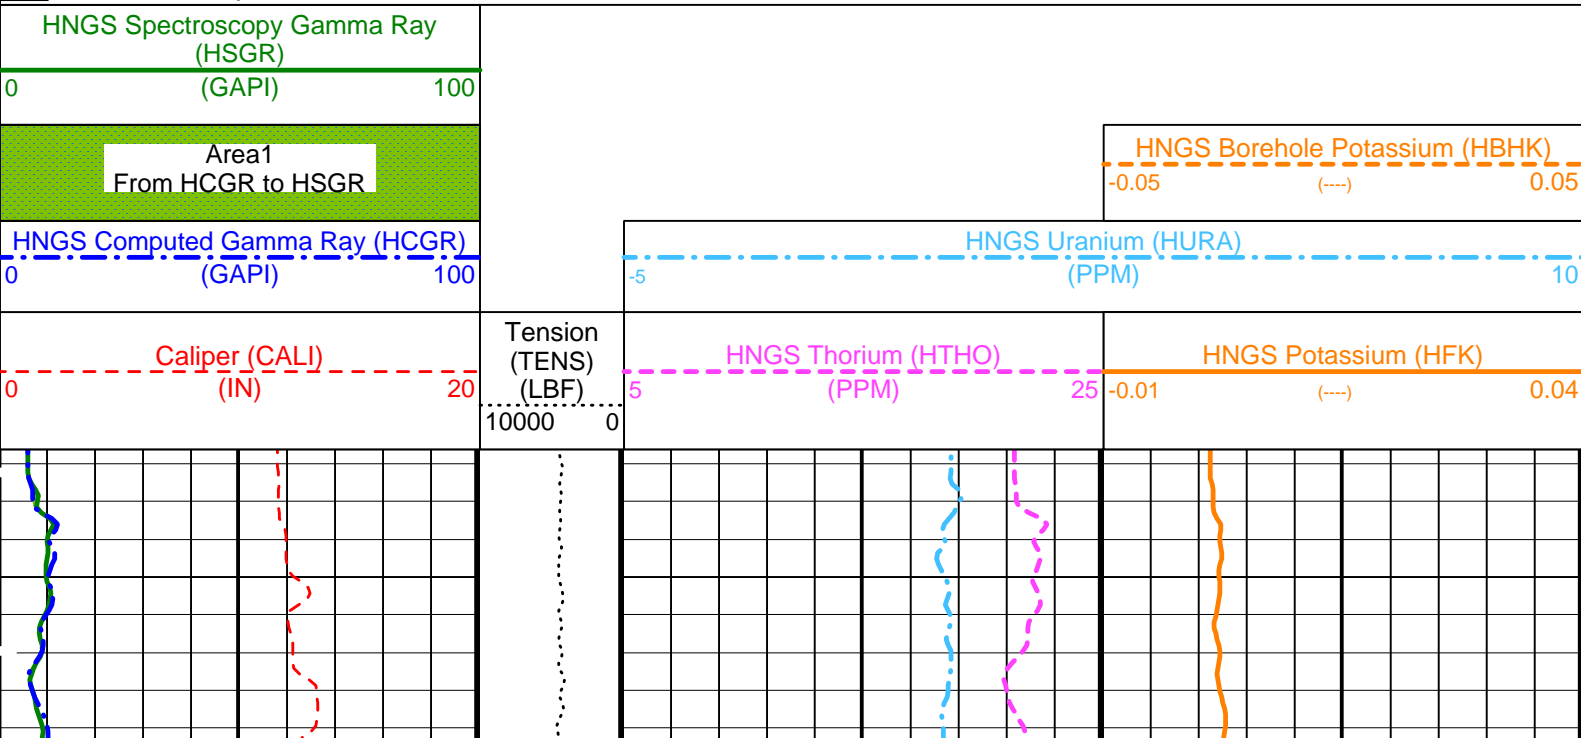 HNGS Spectroscopy Gamma Ray
(HSGR)
0 (GAPI) 100
Area1
From HCGR to HSGR
HNGS Borehole Potassium (HBHK)
-0.05 (----) 0.05
HNGS Computed Gamma Ray (HCGR)
0 (GAPI) 100
HNGS Uranium (HURA)
-5 (PPM) 10
Caliper (CALI)
0 (IN) 20
Tension
(TENS)
(LBF)
10000 0
HNGS Thorium (HTHO)
5 (PPM) 25
HNGS Potassium (HFK)
-0.01 (----) 0.04